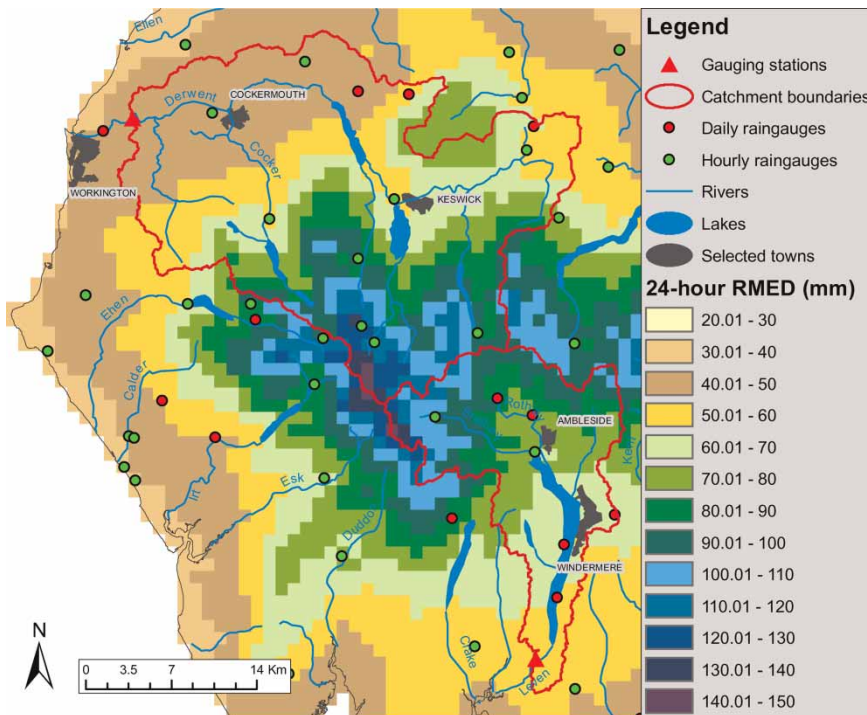 Ellen
Derwent
COCKERMOUTH
Cocker
WORKINGTON
KESWICK
Ehen
Calder
Rothay
AMBLESIDE
Kent
Irt
Esk
Duddo
WINDERMERE
Crake
Leven
N
0 3.5 7 14 Km
Legend
Gauging stations
Catchment boundaries
Daily raingauges
Hourly raingauges
Rivers
Lakes
Selected towns
24-hour RMED (mm)
20.01 - 30
30.01 - 40
40.01 - 50
50.01 - 60
60.01 - 70
70.01 - 80
80.01 - 90
90.01 - 100
100.01 - 110
110.01 - 120
120.01 - 130
130.01 - 140
140.01 - 150